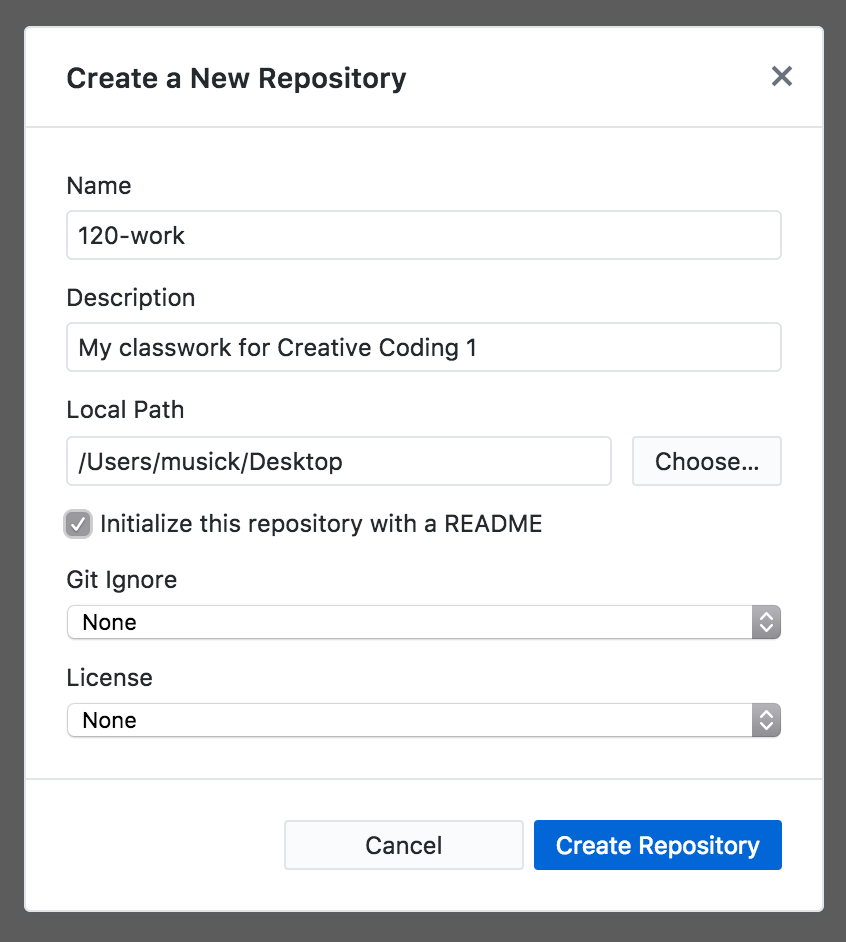 Create a New Repository
Name
120-work
Description
My classwork for Creative Coding 1
Local Path
/Users/musick/Desktop
Choose...
Initialize this repository with a README
Git Ignore
None
License
None
Cancel
Create Repository